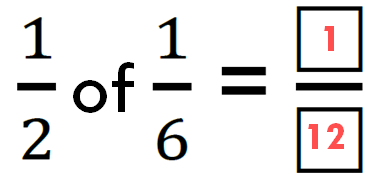 1/2 of 1/6 = 1/12